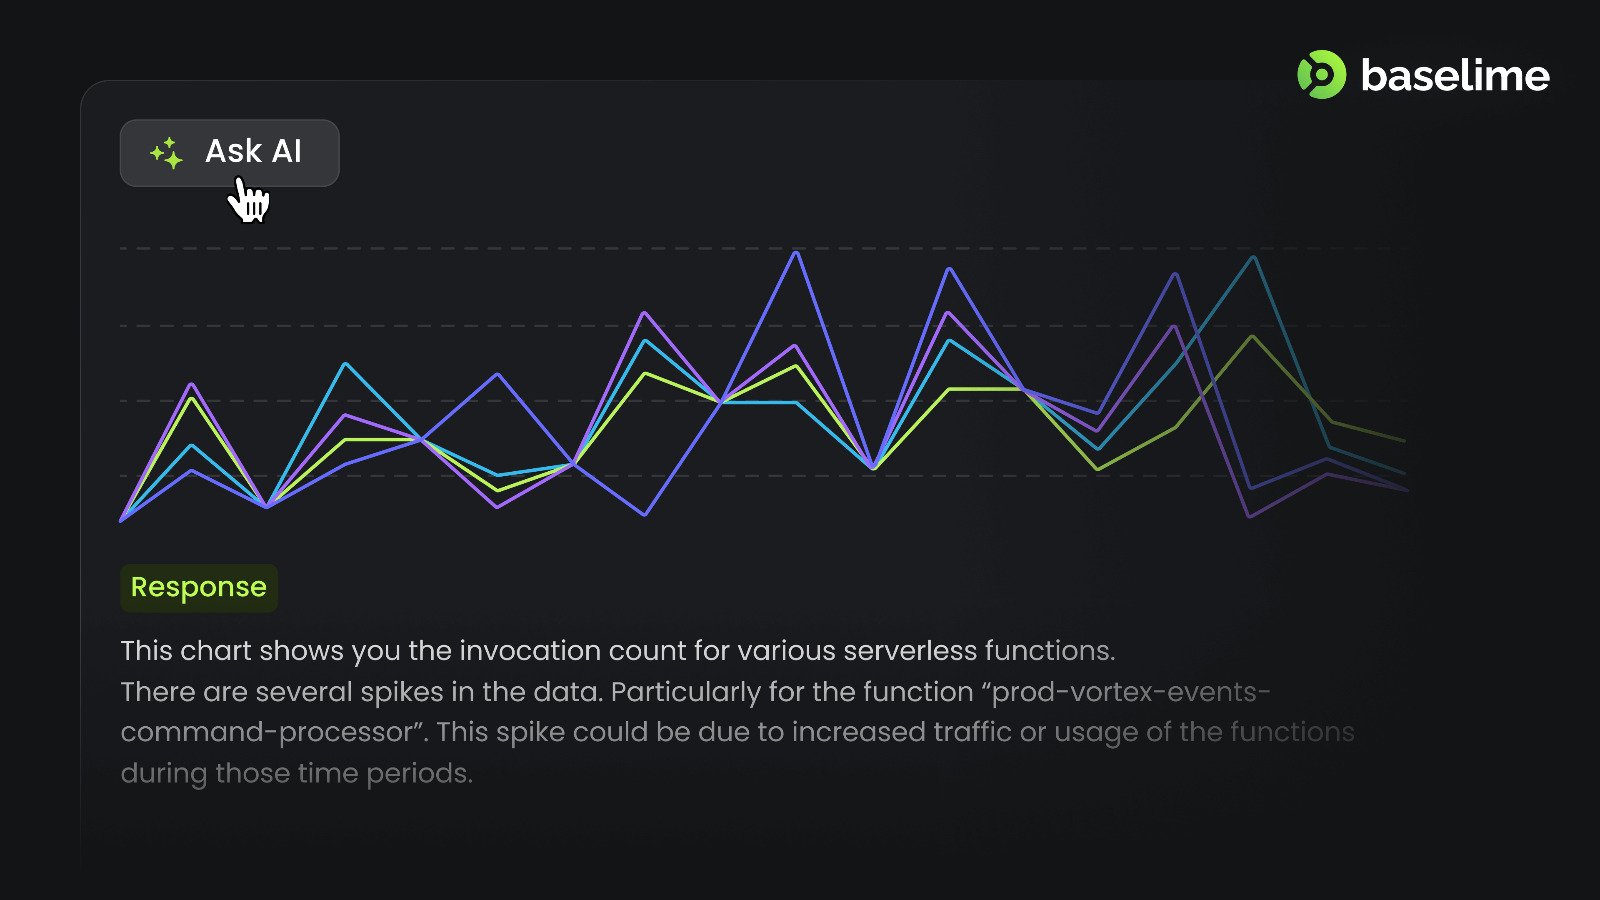 baselime
Ask AI
Response
This chart shows you the invocation count for various serverless functions.
There are several spikes in the data. Particularly for the function “prod-vortex-events-
command-processor”. This spike could be due to increased traffic or usage of the functions
during those time periods.